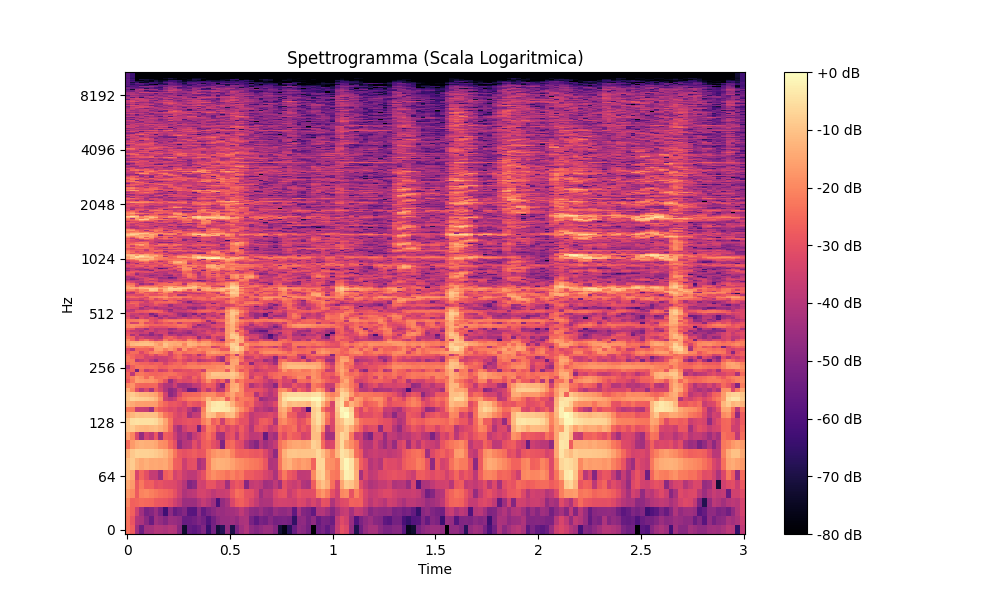 Spettrogramma (Scala Logaritmica)
8192
4096
2048
1024
512
256
128
64
0
Hz
0
0.5
1
1.5
2
2.5
3
Time
+0 dB
-10 dB
-20 dB
-30 dB
-40 dB
-50 dB
-60 dB
-70 dB
-80 dB